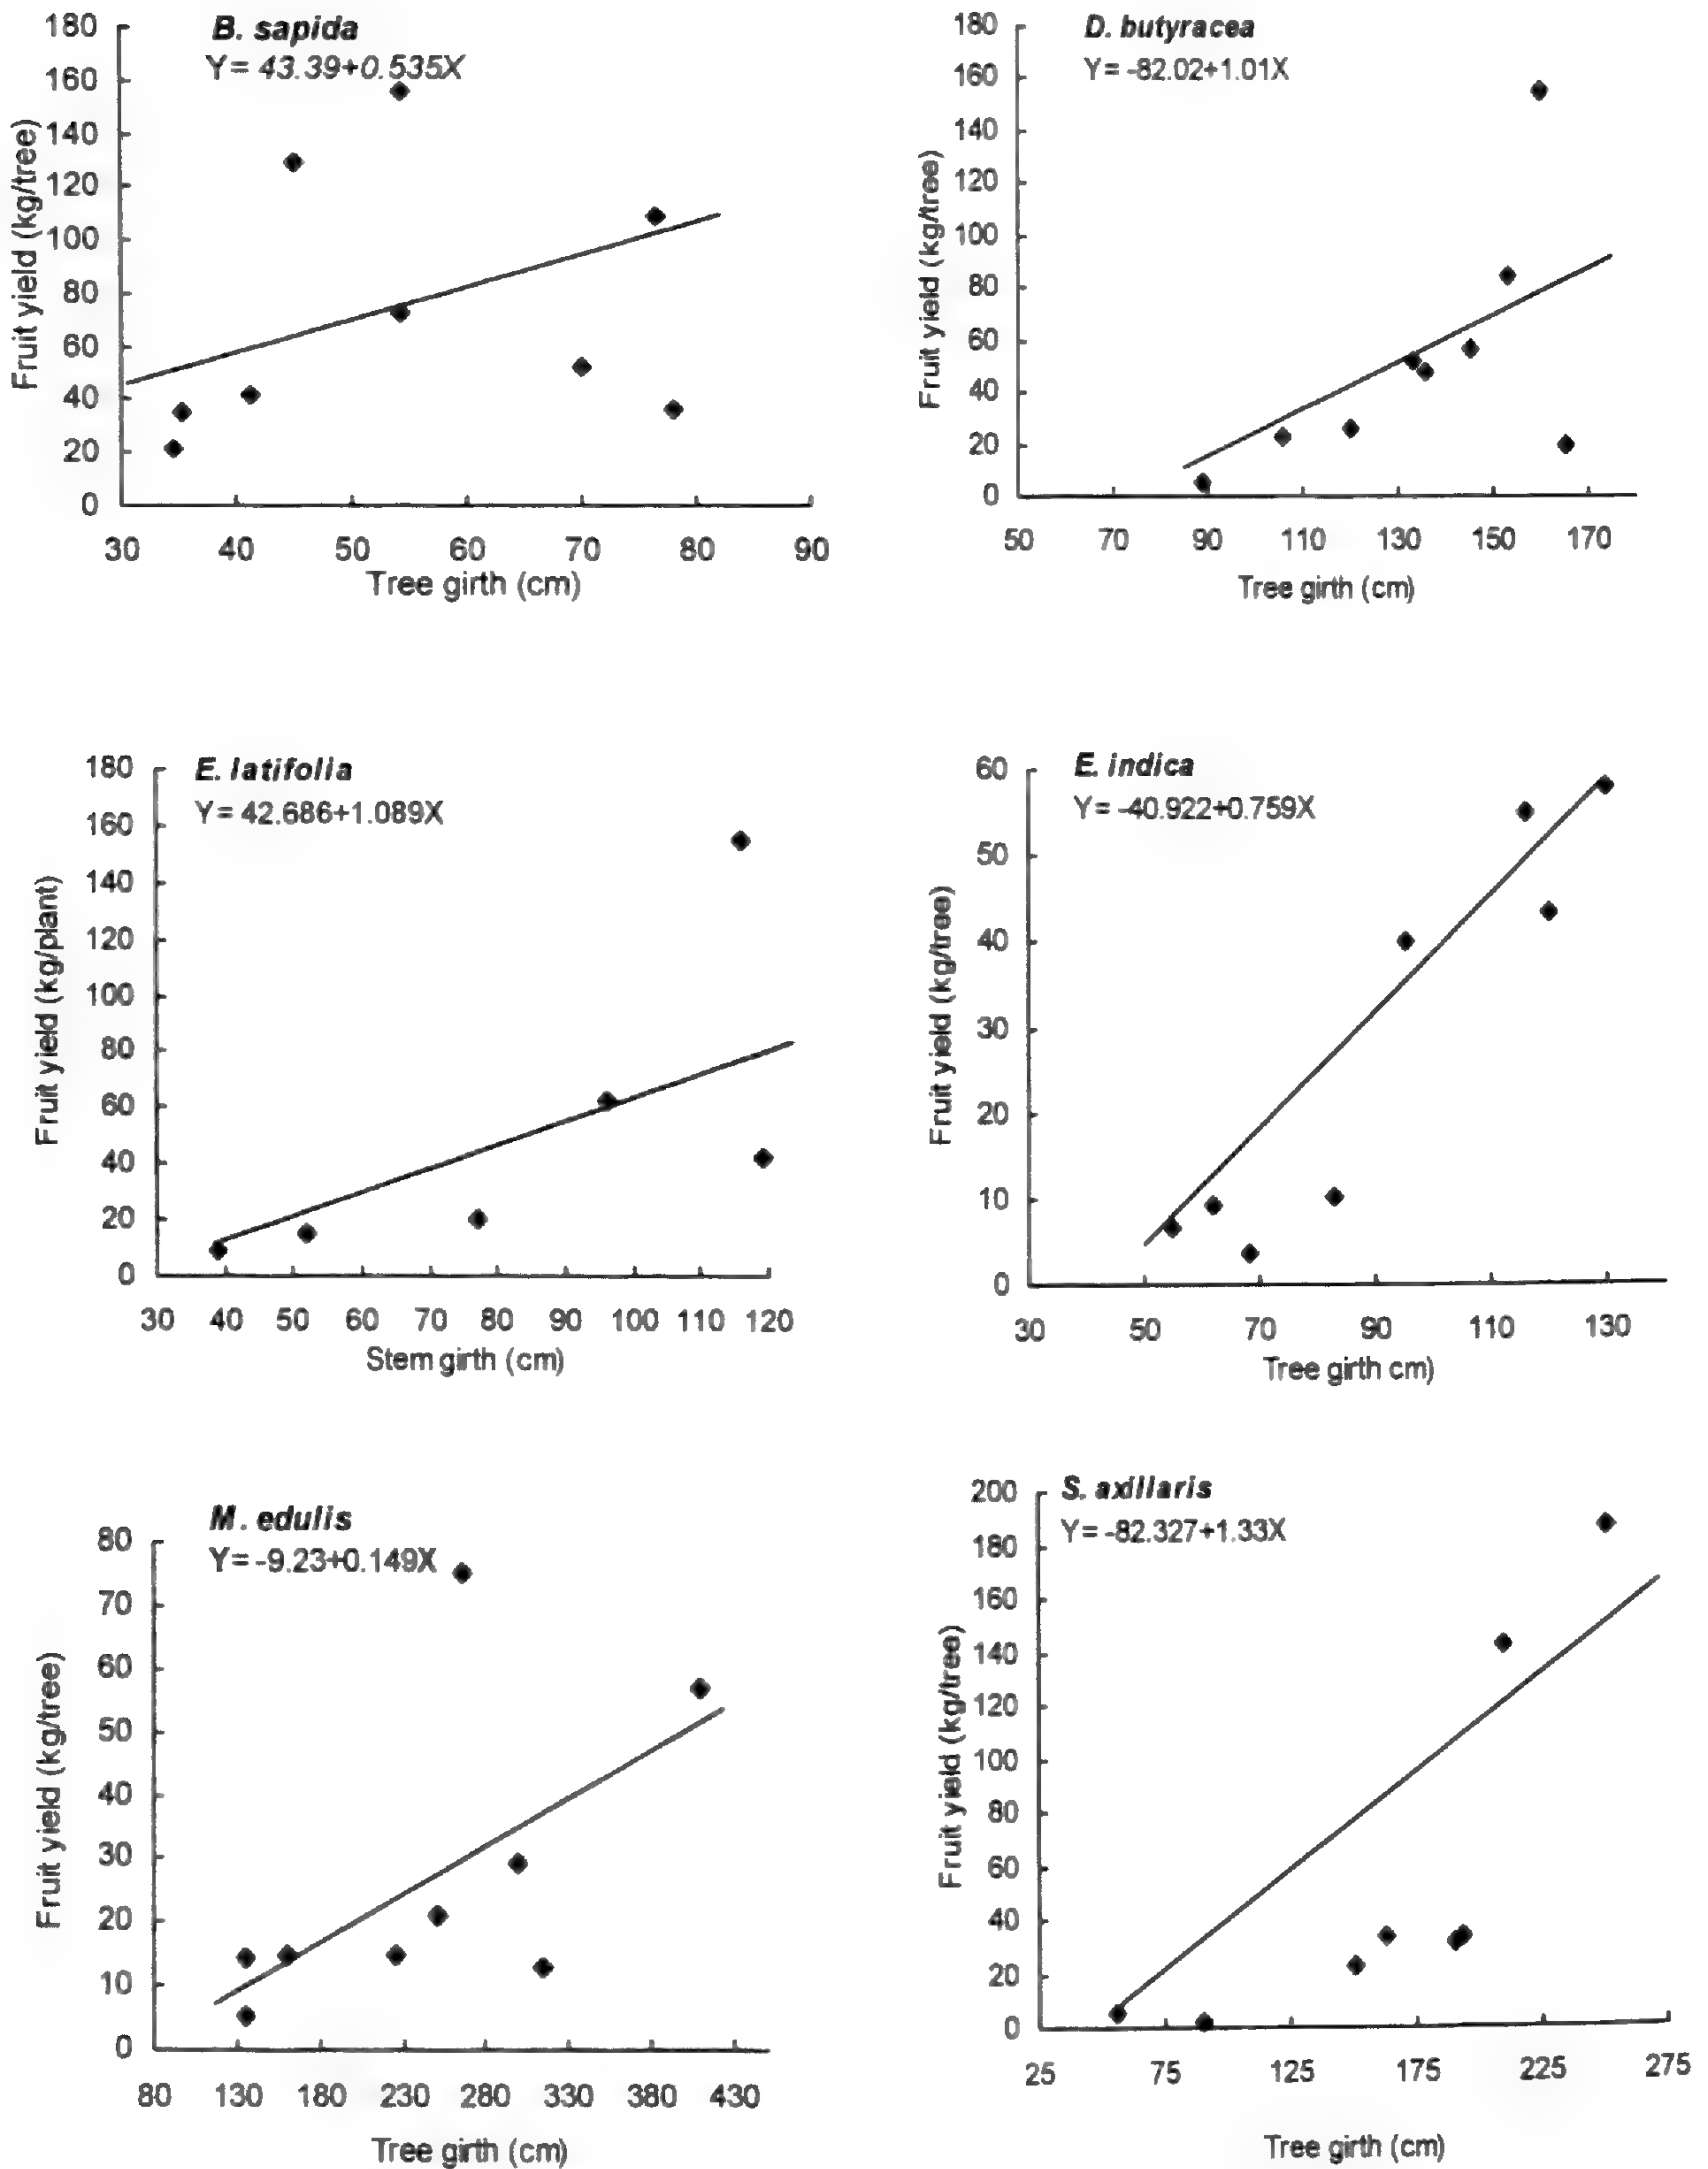 B. sapida
Y= 43.39+0.535X
180
160
140
120
100
80
60
40
20
0
Fruit yield (kg/tree)
30 40 50 60 70 80 90
Tree girth (cm)
D. butyracea
Y= -82.02+1.01X
180
160
140
120
100
80
60
40
20
0
Fruit yield (kg/tree)
50 70 90 110 130 150 170
Tree girth (cm)
E. latifolia
Y= 42.686+1.089X
180
160
140
120
100
80
60
40
20
0
Fruit yield (kg/plant)
30 40 50 60 70 80 90 100 110 120
Stem girth (cm)
E. indica
Y= -40.922+0.759X
60
50
40
30
20
10
0
Fruit yield (kg/tree)
30 50 70 90 110 130
Tree girth cm)
M. edulis
Y= -9.23+0.149X
80
70
60
50
40
30
20
10
0
Fruit yield (kg/tree)
80 130 180 230 280 330 380 430
Tree girth (cm)
S. axillaris
Y= -82.327+1.33X
200
180
160
140
120
100
80
60
40
20
0
Fruit yield (kg/tree)
25 75 125 175 225 275
Tree girth (cm)